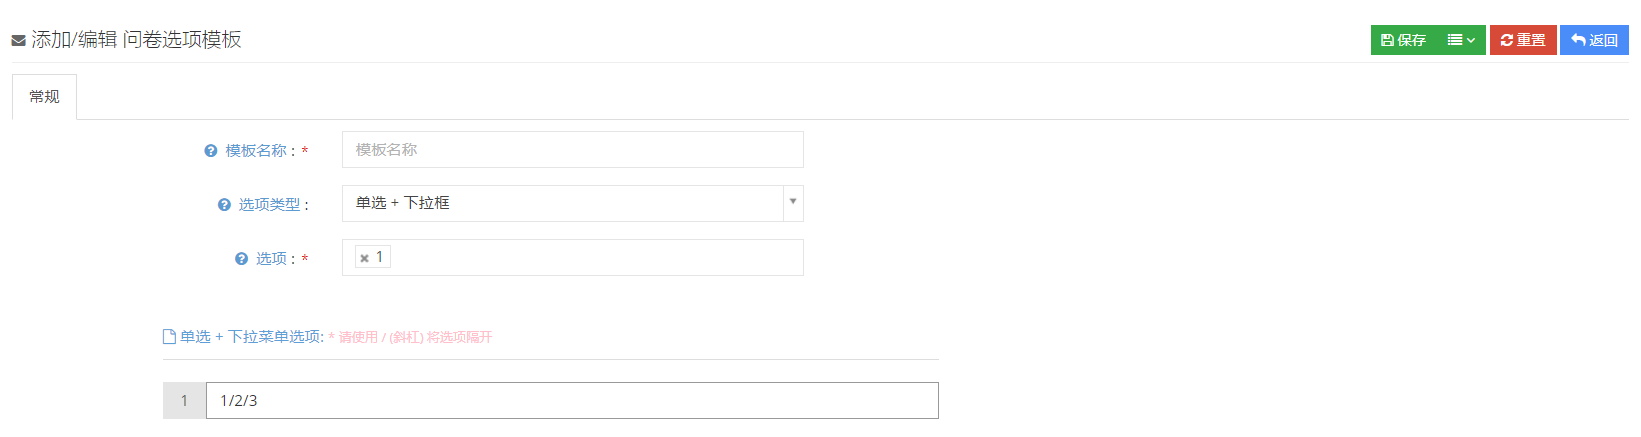 添加/编辑 问卷选项模板
保存
重置
返回
常规
模板名称 : *
模板名称
选项类型 :
单选 + 下拉框
选项 : *
1
单选 + 下拉菜单选项: * 请使用 / (斜杠) 将选项隔开
1
1/2/3